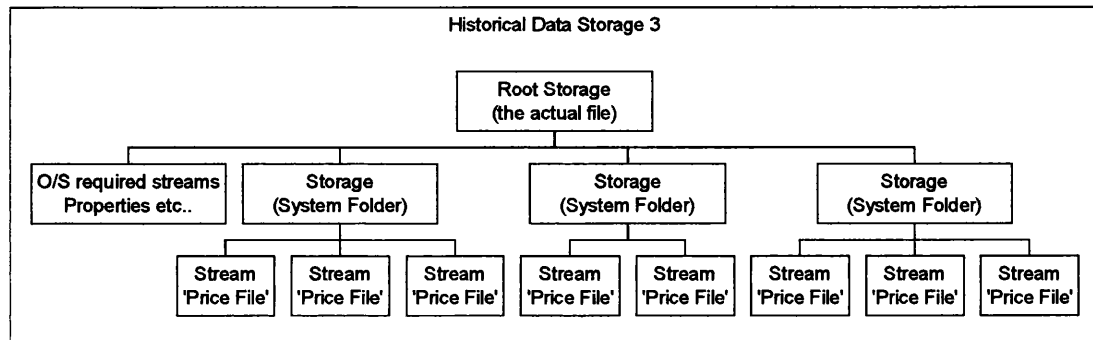 Historical Data Storage 3
Root Storage
(the actual file)
O/S required streams
Properties etc..
Storage
(System Folder)
Storage
(System Folder)
Storage
(System Folder)
Stream
'Price File'
Stream
'Price File'
Stream
'Price File'
Stream
'Price File'
Stream
'Price File'
Stream
'Price File'
Stream
'Price File'
Stream
'Price File'